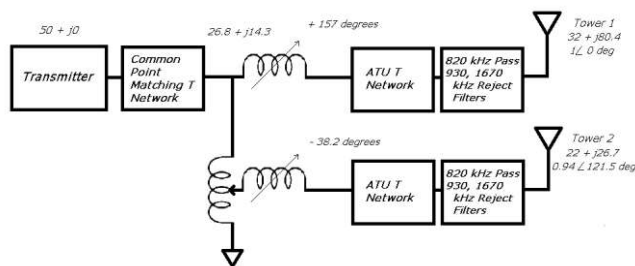 50 + j0
Transmitter
Common
Point
Matching T
Network
26.8 + j14.3
+ 157 degrees
ATU T
Network
820 kHz Pass
930, 1670
kHz Reject
Filters
Tower 1
32 + j80.4
1∠ 0 deg
- 38.2 degrees
ATU T
Network
820 kHz Pass
930, 1670
kHz Reject
Filters
Tower 2
22 + j26.7
0.94 ∠121.5 deg